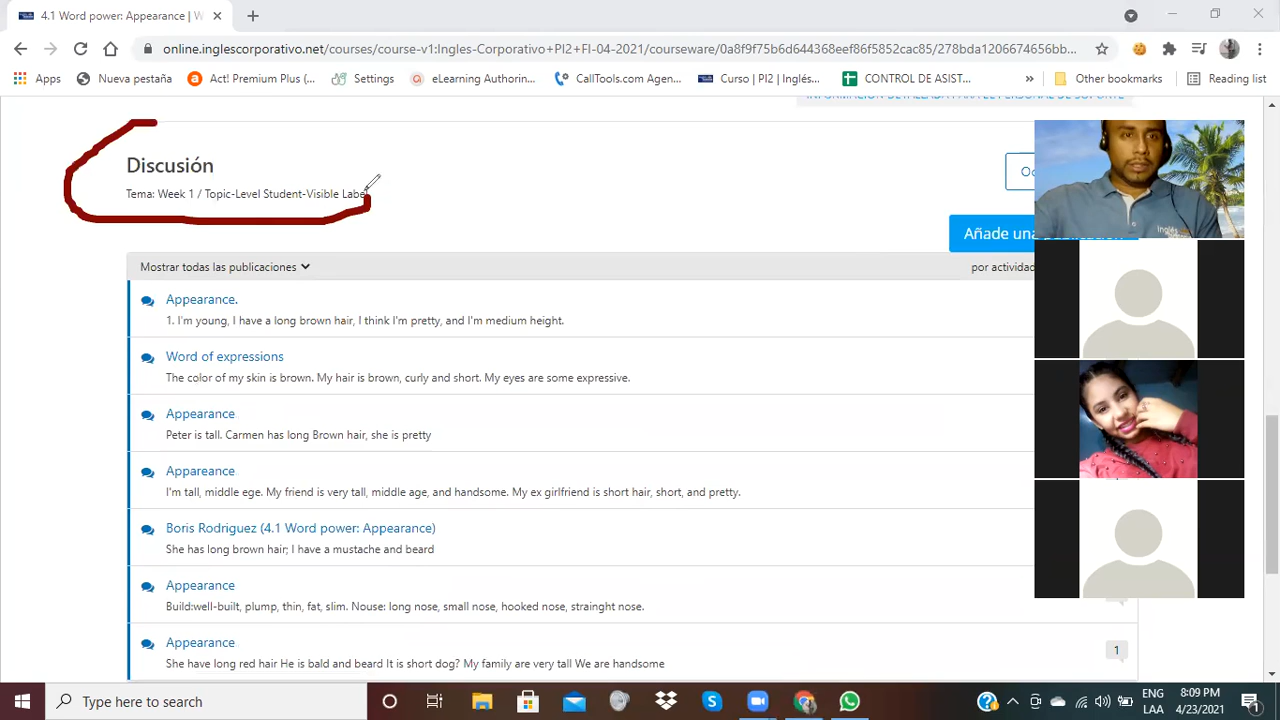 4.1 Word power: Appearance | W
online.inglescorporativo.net/courses/course-v1:Ingles-Corporativo+PI2+FI-04-2021/courseware/0a8f9f75b6d644368eef86f5852cac85/278bda1206674656bb...
Apps Nueva pestaña Act! Premium Plus (... Settings eLearning Authorin... CallTools.com Agen... Curso | PI2 | Inglés... CONTROL DE ASIST... » Other bookmarks Reading list
Discusión
Tema: Week 1 / Topic-Level Student-Visible Label
Añade una
Mostrar todas las publicaciones por actividad
Appearance.
1. I'm young, I have a long brown hair, I think I'm pretty, and I'm medium height.
Word of expressions
The color of my skin is brown. My hair is brown, curly and short. My eyes are some expressive.
Appearance
Peter is tall. Carmen has long Brown hair, she is pretty
Appareance
I'm tall, middle ege. My friend is very tall, middle age, and handsome. My ex girlfriend is short hair, short, and pretty.
Boris Rodriguez (4.1 Word power: Appearance)
She has long brown hair; I have a mustache and beard
Appearance
Build:well-built, plump, thin, fat, slim. Nouse: long nose, small nose, hooked nose, strainght nose.
Appearance
She have long red hair He is bald and beard It is short dog? My family are very tall We are handsome
1
Type here to search
ENG
LAA
8:09 PM
4/23/2021